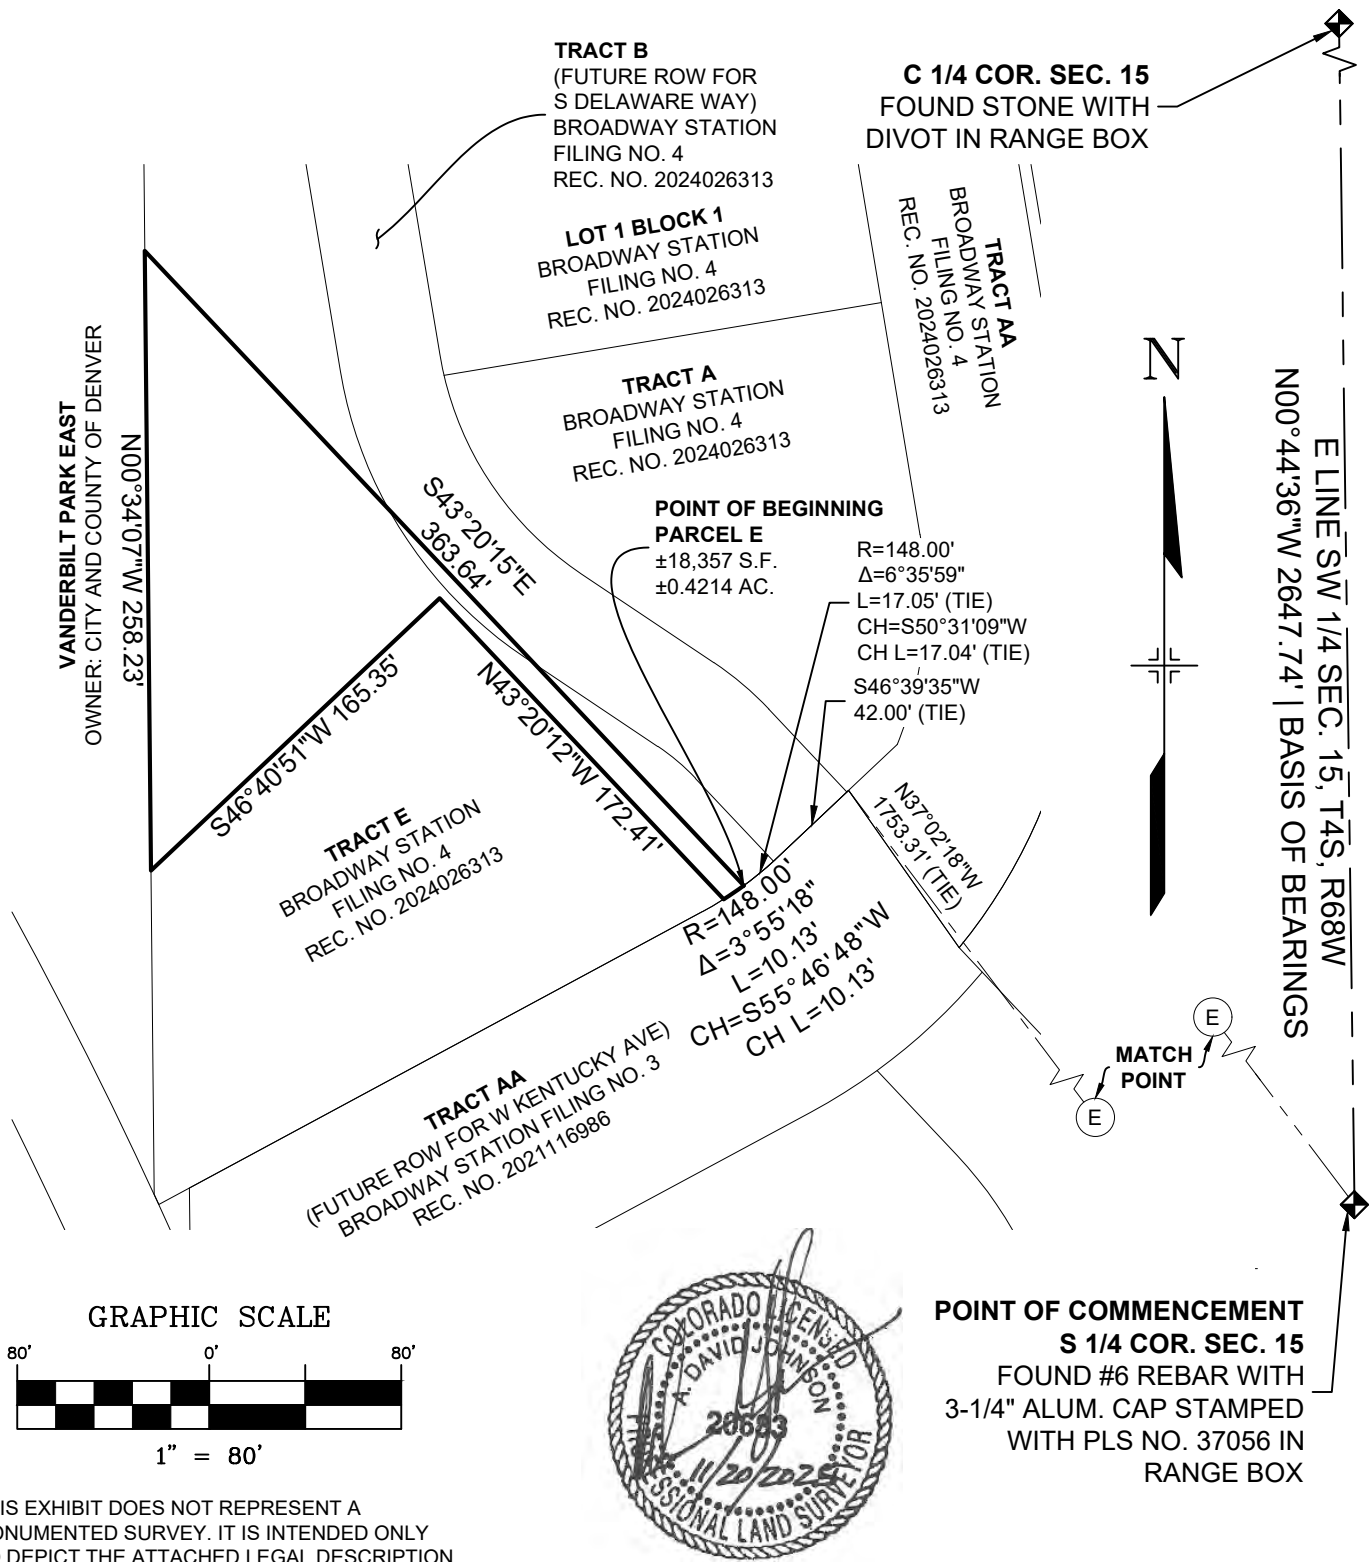 TRACT B
(FUTURE ROW FOR
S DELAWARE WAY)
BROADWAY STATION
FILING NO. 4
REC. NO. 2024026313
C 1/4 COR. SEC. 15
FOUND STONE WITH
DIVOT IN RANGE BOX
LOT 1 BLOCK 1
BROADWAY STATION
FILING NO. 4
REC. NO. 2024026313
TRACT AA
BROADWAY STATION
FILING NO. 4
REC. NO. 2024026313
TRACT A
BROADWAY STATION
FILING NO. 4
REC. NO. 2024026313
N
E LINE SW 1/4 SEC. 15, T4S, R68W
N00°44'36"W 2647.74' | BASIS OF BEARINGS
VANDERBILT PARK EAST
OWNER: CITY AND COUNTY OF DENVER
N00°34'07"W 258.23'
S43°20'15"E
363.64'
POINT OF BEGINNING
PARCEL E
±18,357 S.F.
±0.4214 AC.
R=148.00'
Δ=6°35'59"
L=17.05' (TIE)
CH=S50°31'09"W
CH L=17.04' (TIE)
S46°39'35"W
42.00' (TIE)
S46°40'51"W 165.35'
N43°20'12"W 172.41'
TRACT E
BROADWAY STATION
FILING NO. 4
REC. NO. 2024026313
N37°02'18"W
1753.31' (TIE)
R=148.00'
Δ=3°55'18"
L=10.13'
CH=S55°46'48"W
CH L=10.13'
TRACT AA
(FUTURE ROW FOR W KENTUCKY AVE)
BROADWAY STATION FILING NO. 3
REC. NO. 2021116986
E
MATCH
POINT
E
GRAPHIC SCALE
80' 0' 80'
1" = 80'
COLORADO LICENSED
A. DAVID JOHNSON
28683
11/20/2025
PROFESSIONAL LAND SURVEYOR
POINT OF COMMENCEMENT
S 1/4 COR. SEC. 15
FOUND #6 REBAR WITH
3-1/4" ALUM. CAP STAMPED
WITH PLS NO. 37056 IN
RANGE BOX
IS EXHIBIT DOES NOT REPRESENT A
ONUMENTED SURVEY. IT IS INTENDED ONLY
O DEPICT THE ATTACHED LEGAL DESCRIPTION